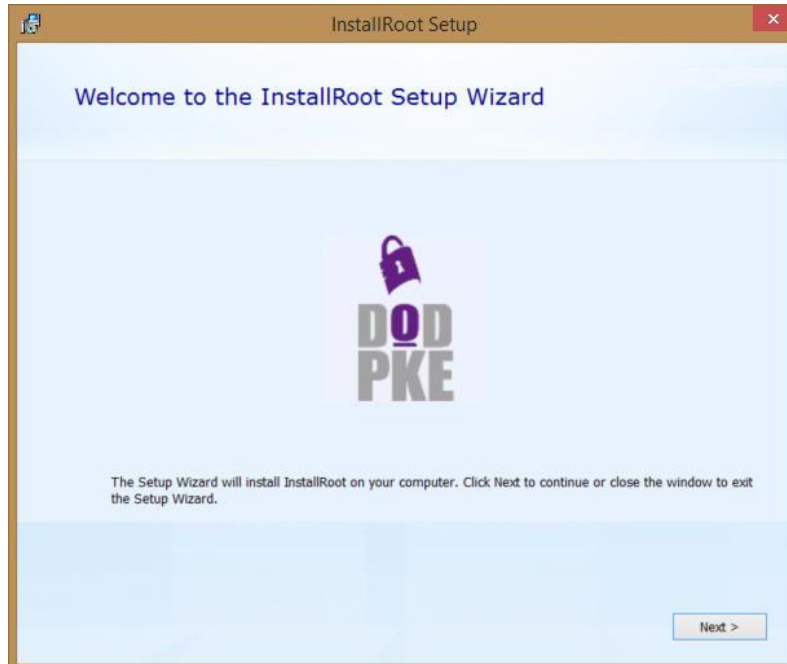 InstallRoot Setup
Welcome to the InstallRoot Setup Wizard
1
DOD
PKE
The Setup Wizard will install InstallRoot on your computer. Click Next to continue or close the window to exit
the Setup Wizard.
Next >